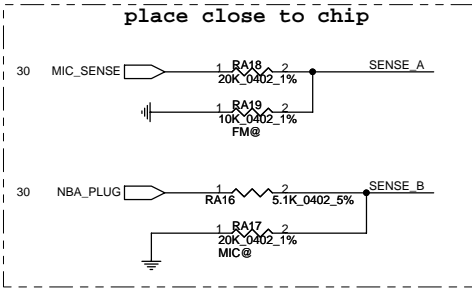 place close to chip
30 MIC_SENSE 1 RA18 2 SENSE_A
20K_0402_1%
1 RA19 2
10K_0402_1%
FM@
30 NBA_PLUG 1 2 SENSE_B
RA16 5.1K_0402_5%
1 RA17 2
20K_0402_1%
MIC@